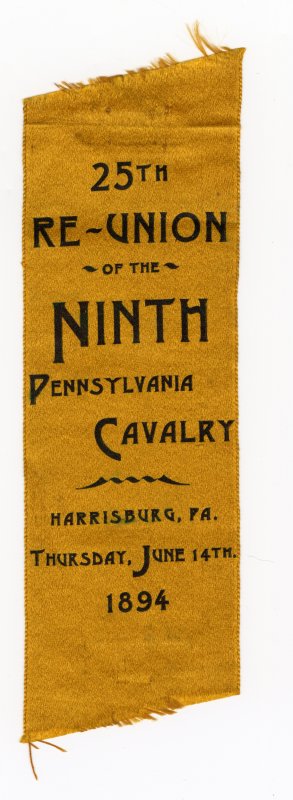 25TH
RE-UNION
~ OF THE ~
NINTH
PENNSYLVANIA
CAVALRY
HARRISBURG, PA.
THURSDAY, JUNE 14TH.
1894